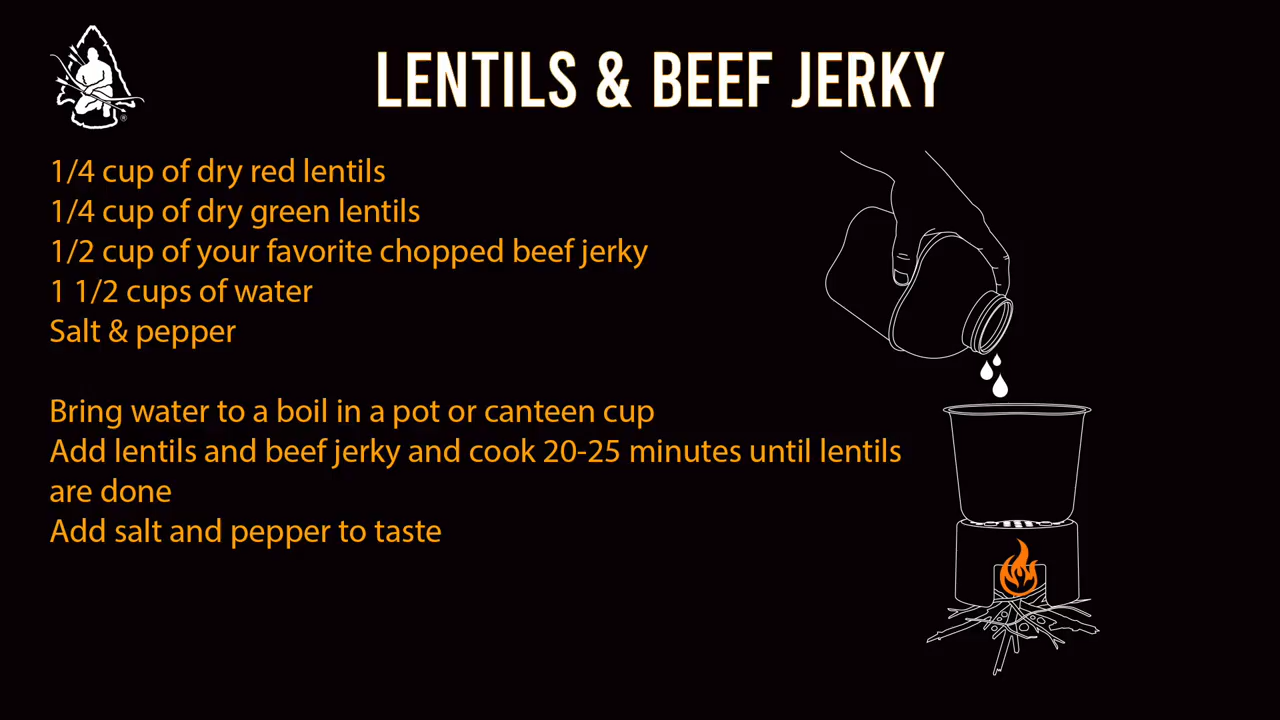 LENTILS & BEEF JERKY
1/4 cup of dry red lentils
1/4 cup of dry green lentils
1/2 cup of your favorite chopped beef jerky
1 1/2 cups of water
Salt & pepper
Bring water to a boil in a pot or canteen cup
Add lentils and beef jerky and cook 20-25 minutes until lentils
are done
Add salt and pepper to taste
®